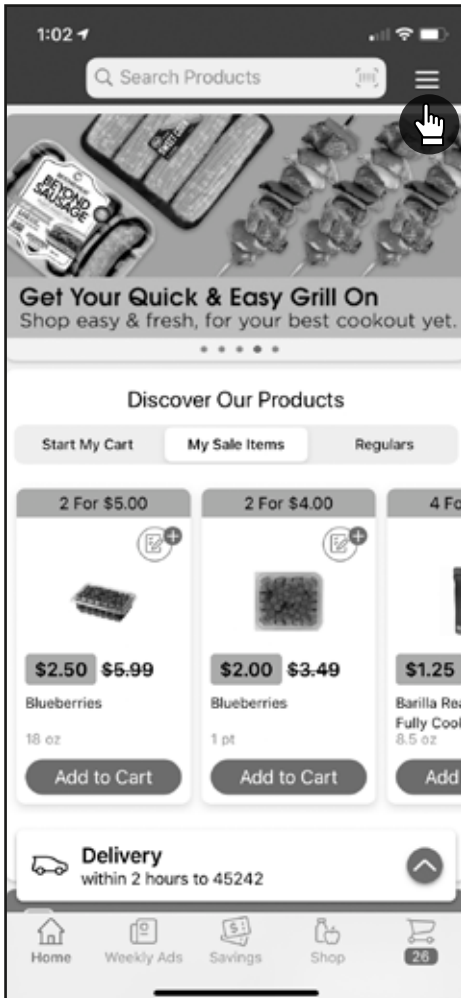 1:02
Search Products
BEYOND
SAUSAGE
Get Your Quick & Easy Grill On
Shop easy & fresh, for your best cookout yet.
Discover Our Products
Start My Cart My Sale Items Regulars
2 For $5.00 2 For $4.00 4 Fo
$2.50 $5.99 $2.00 $3.49 $1.25
Blueberries Blueberries Barilla Rea
Fully Cool
18 oz 1 pt 8.5 oz
Add to Cart Add to Cart Add
Delivery
within 2 hours to 45242
Home Weekly Ads Savings Shop 26